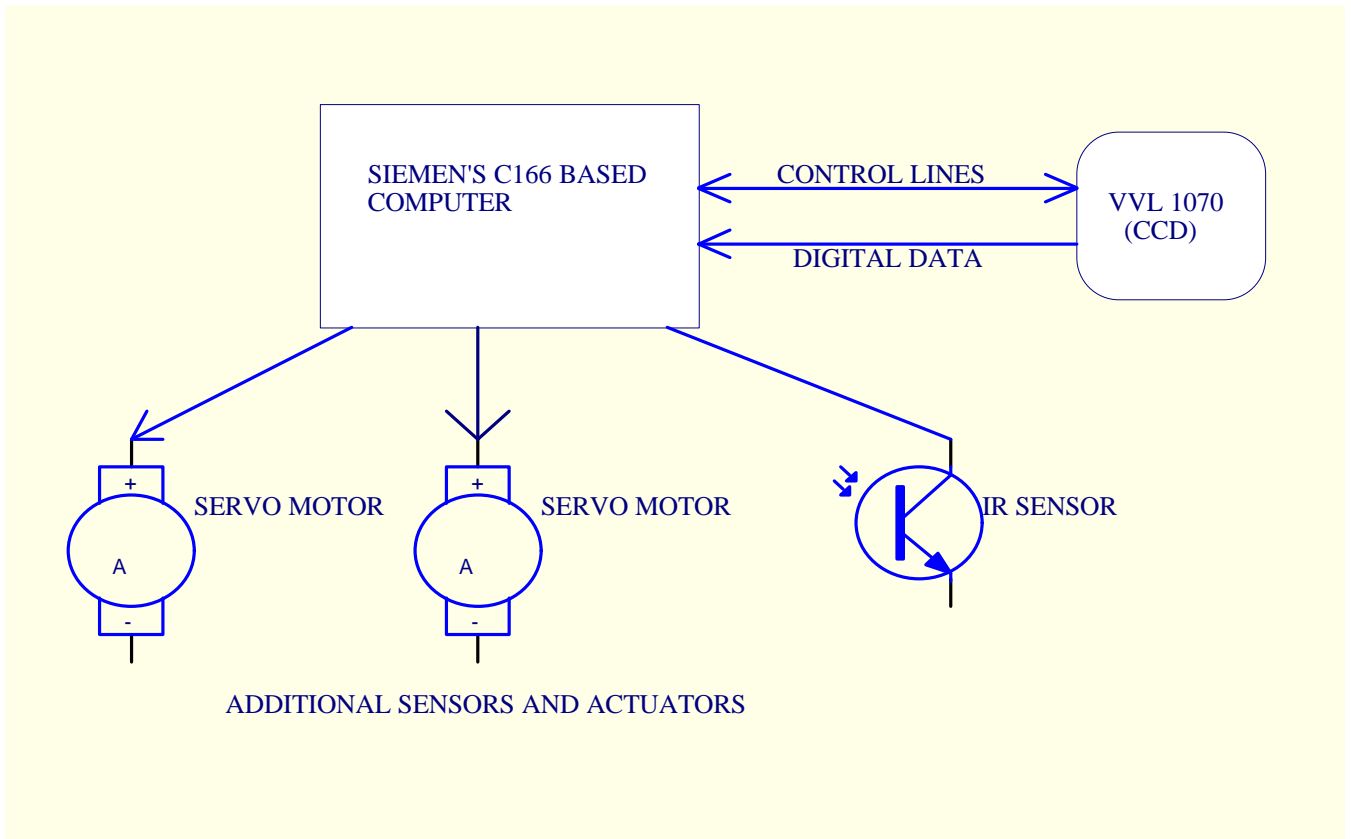 SIEMEN'S C166 BASED
COMPUTER
CONTROL LINES
DIGITAL DATA
VVL 1070
(CCD)
+
SERVO MOTOR
A
-
+
SERVO MOTOR
A
-
IR SENSOR
ADDITIONAL SENSORS AND ACTUATORS